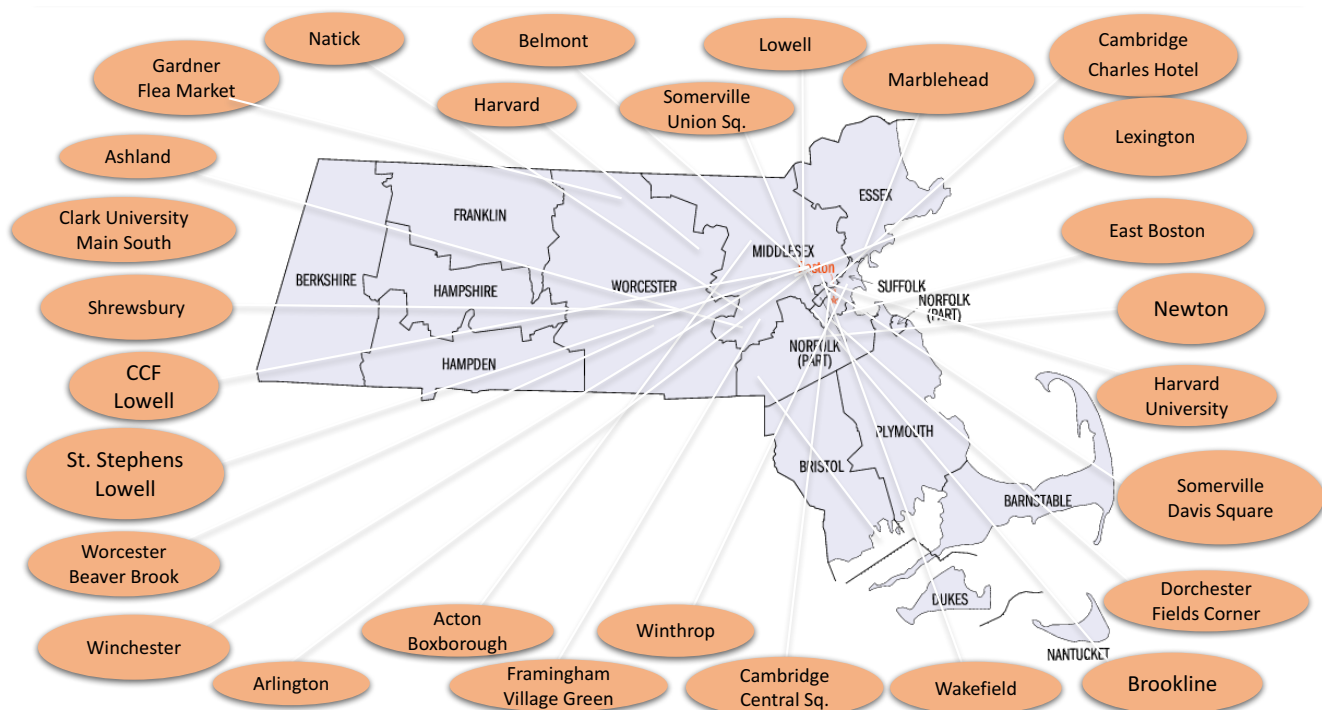 Natick
Belmont
Lowell
Cambridge
Charles Hotel
Gardner
Flea Market
Harvard
Somerville
Union Sq.
Marblehead
Lexington
Ashland
ESSEX
Clark University
Main South
FRANKLIN
MIDDLESEX
East Boston
BERKSHIRE
HAMPSHIRE
WORCESTER
SUFFOLK
Shrewsbury
NORFOLK
(PART)
Newton
HAMPDEN
NORFOLK
(PART)
CCF
Lowell
Harvard
University
PLYMOUTH
St. Stephens
Lowell
BRISTOL
BARNSTABLE
Somerville
Davis Square
Worcester
Beaver Brook
DUKES
Dorchester
Fields Corner
Winchester
Acton
Boxborough
Winthrop
NANTUCKET
Arlington
Framingham
Village Green
Cambridge
Central Sq.
Wakefield
Brookline